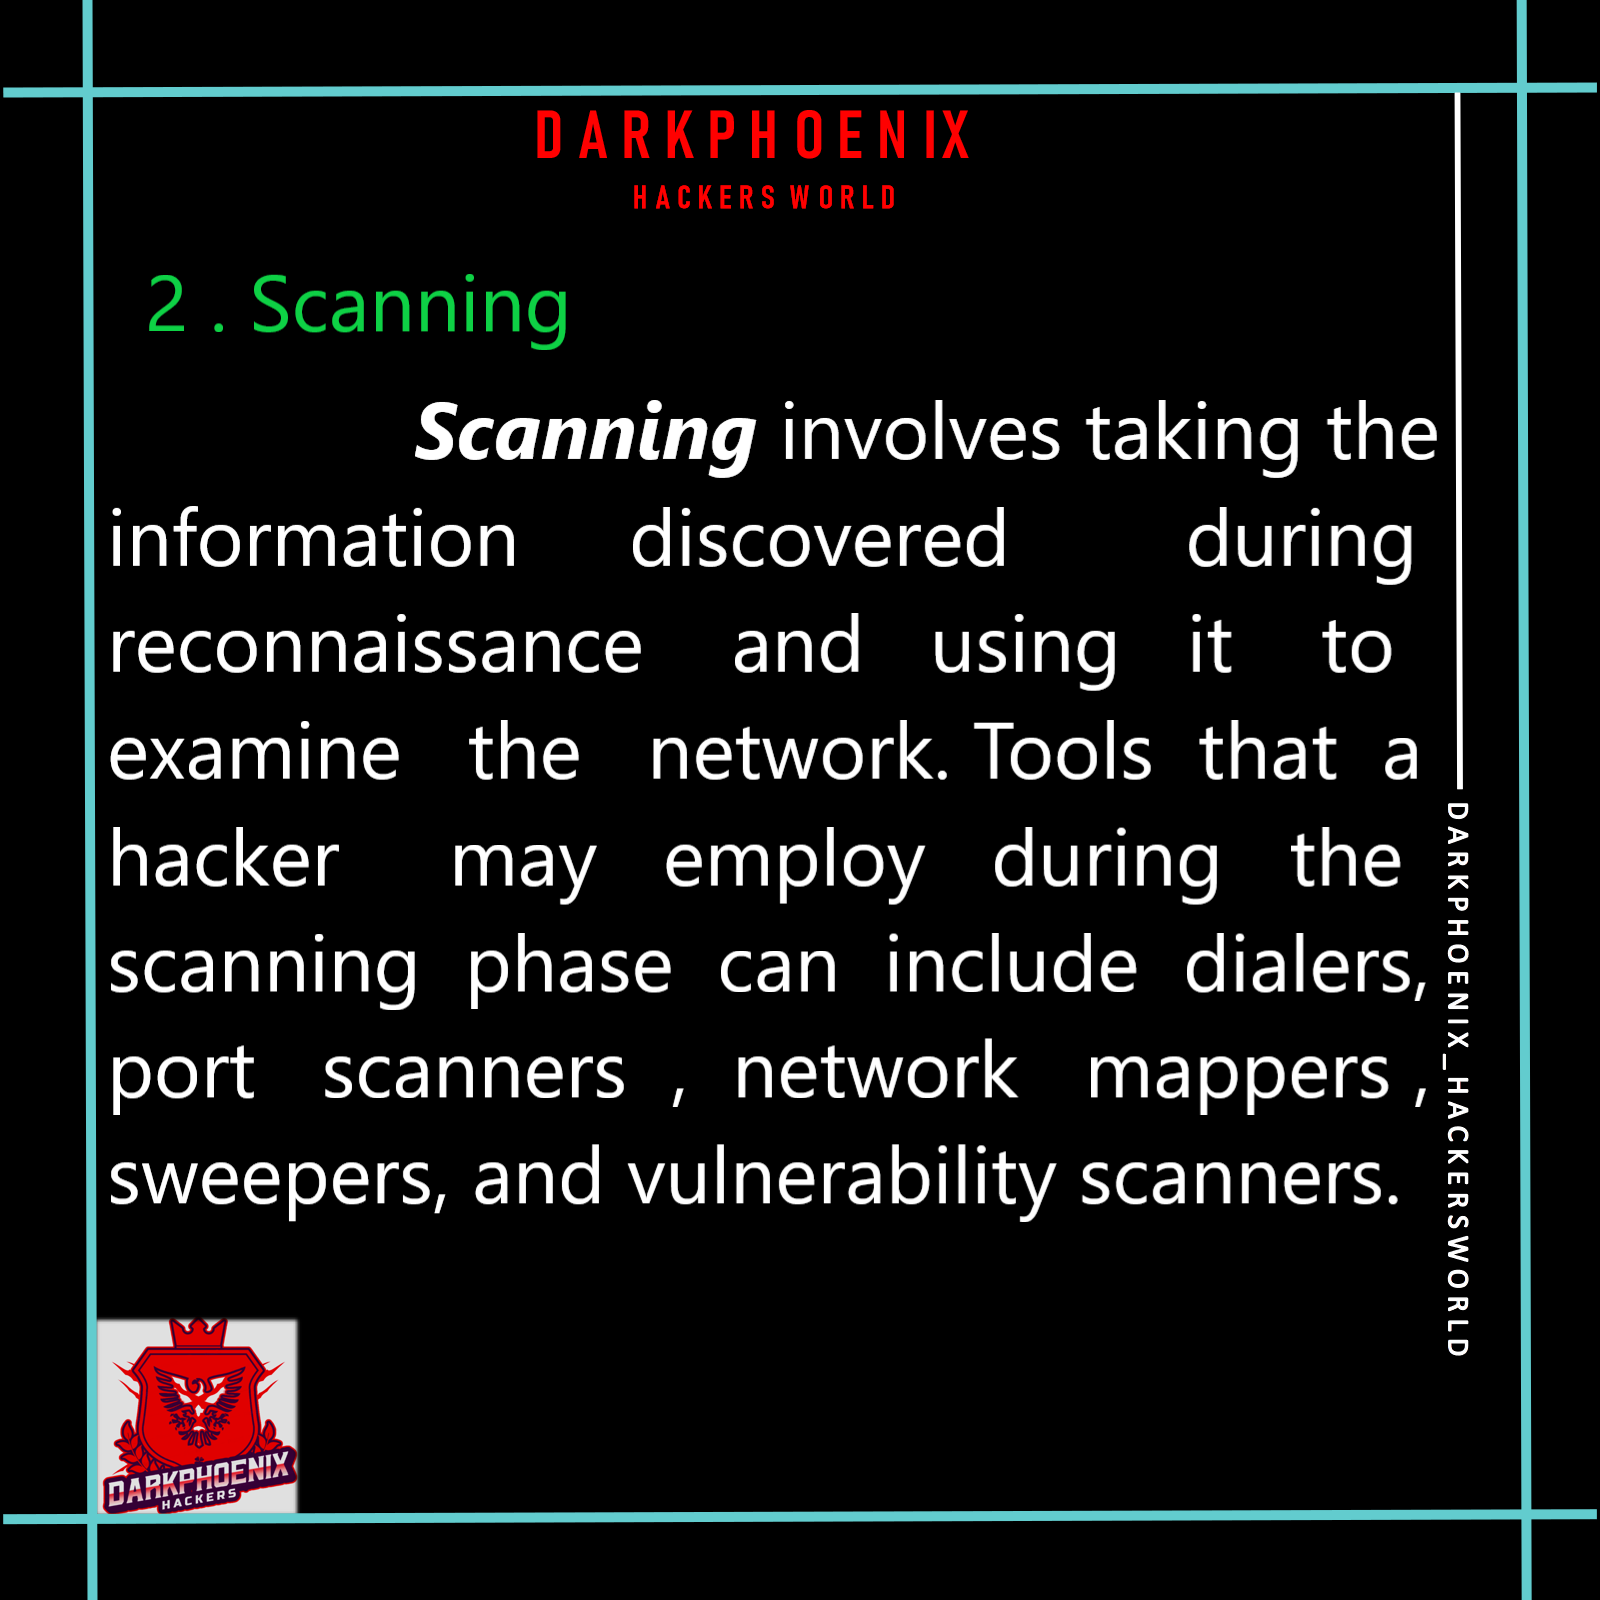 DARKPHOENIX
HACKERS WORLD
2 . Scanning
Scanning involves taking the
information discovered during
reconnaissance and using it to
examine the network. Tools that a
hacker may employ during the
scanning phase can include dialers,
port scanners , network mappers ,
sweepers, and vulnerability scanners.
DARKPHOENIX_HACKERSWORLD
DARKPHOENIX
HACKERS